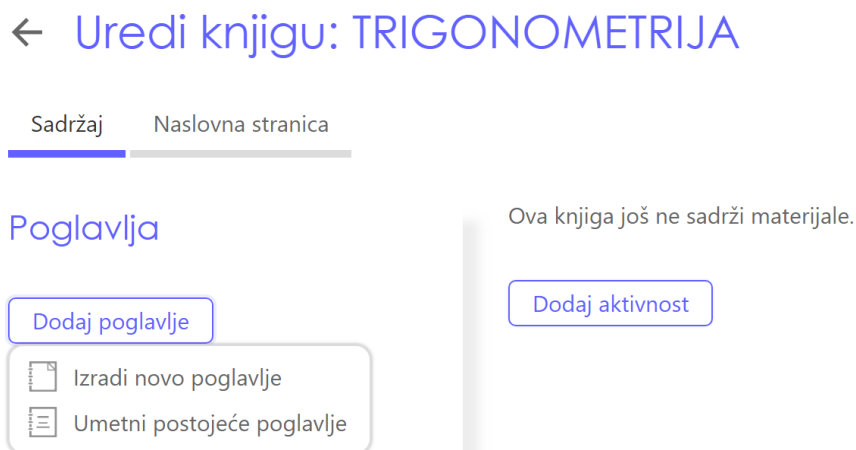 Uredi knjigu: TRIGONOMETRIJA
Sadržaj
Naslovna stranica
Poglavlja
Dodaj poglavlje
Izradi novo poglavlje
Umetni postojeće poglavlje
Ova knjiga još ne sadrži materijale.
Dodaj aktivnost